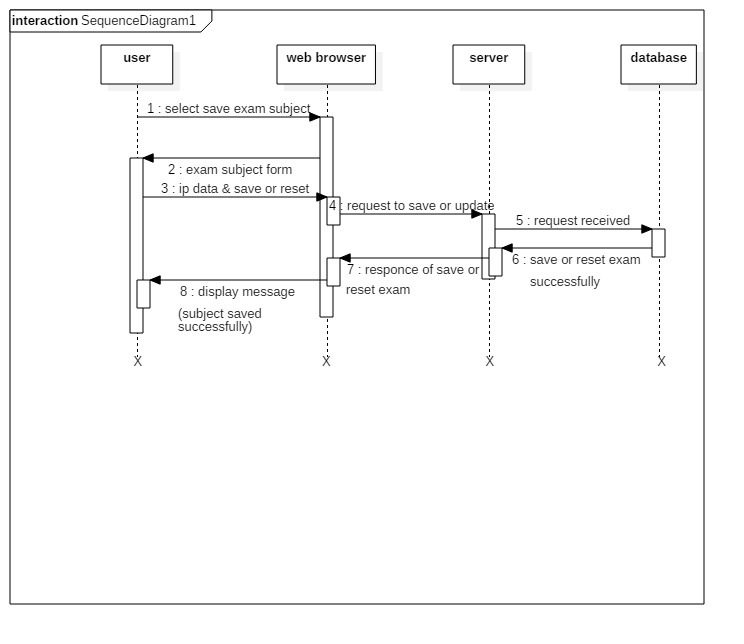 interaction SequenceDiagram1
user
web browser
server
database
1 : select save exam subject
2 : exam subject form
3 : ip data & save or reset
4 : request to save or update
5 : request received
6 : save or reset exam
successfully
7 : responce of save or
reset exam
8 : display message
(subject saved
successfully)
X
X
X
X